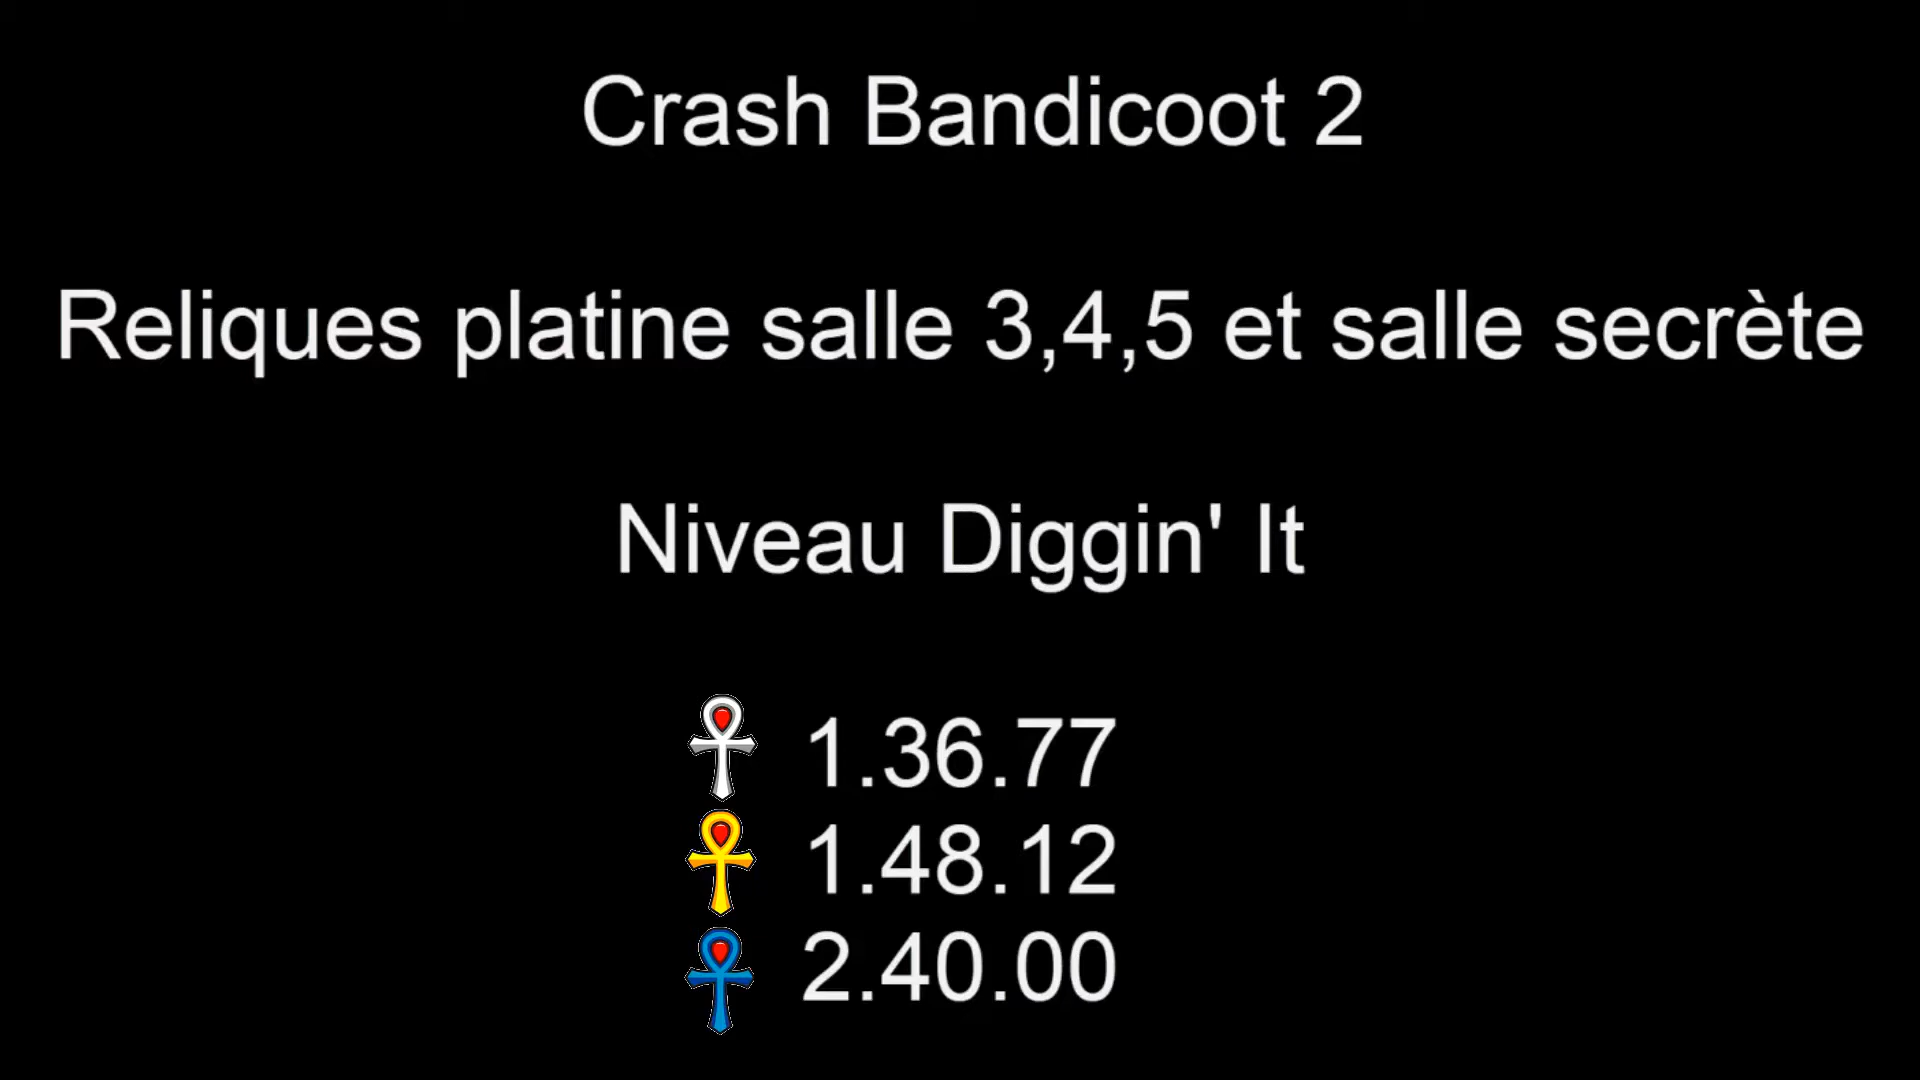 Crash Bandicoot 2
Reliques platine salle 3,4,5 et salle secrète
Niveau Diggin' It
1.36.77
1.48.12
2.40.00